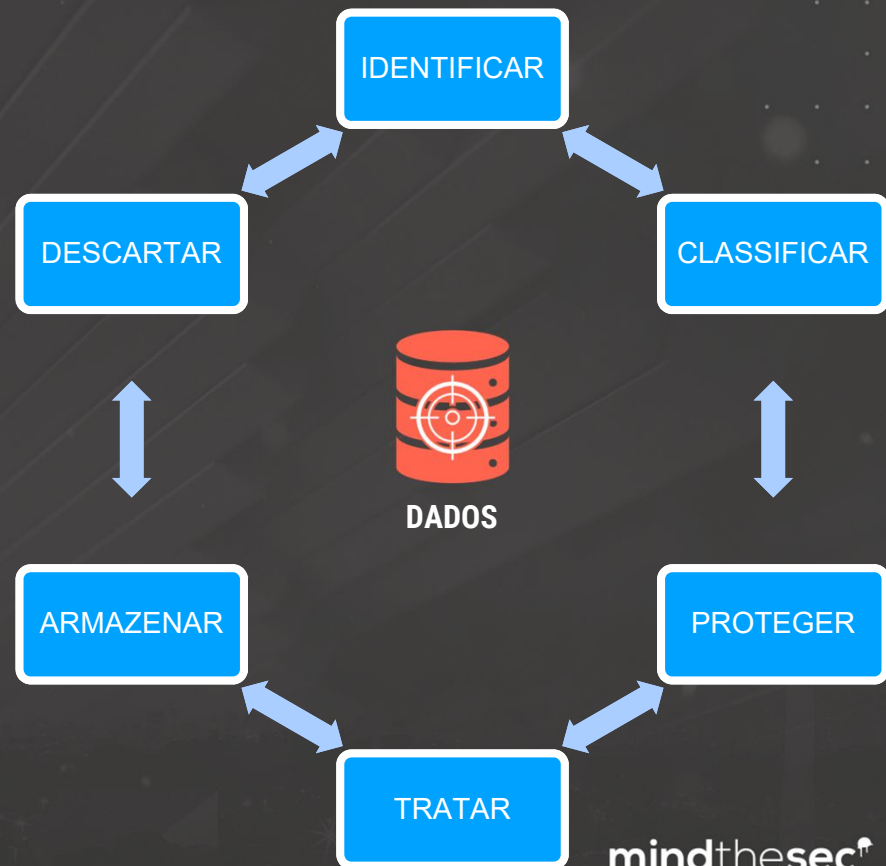 IDENTIFICAR
DESCARTAR
CLASSIFICAR
DADOS
ARMAZENAR
PROTEGER
TRATAR
mindthesec